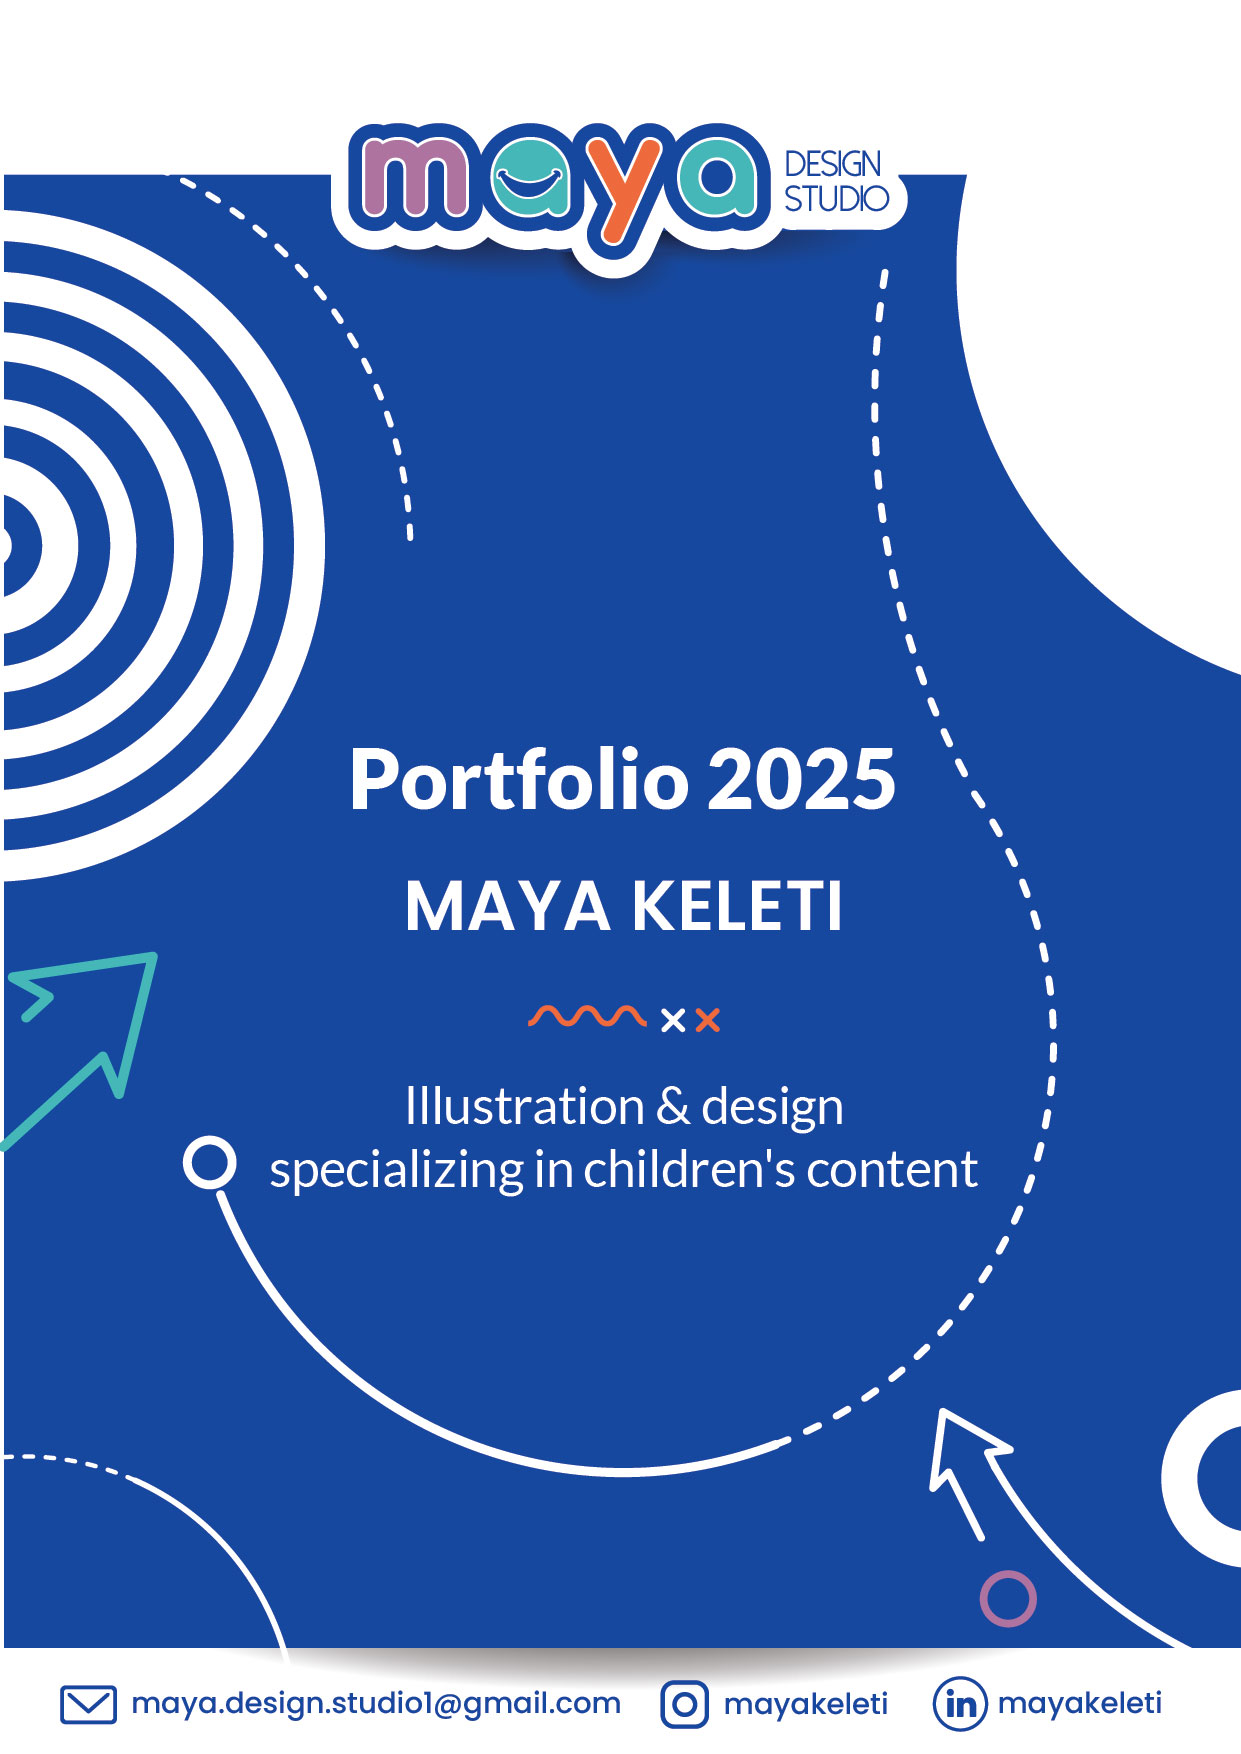 maya
DESIGN
STUDIO
Portfolio 2025
MAYA KELETI
Illustration & design
specializing in children's content
maya.design.studio1@gmail.com
mayakeleti
in mayakeleti